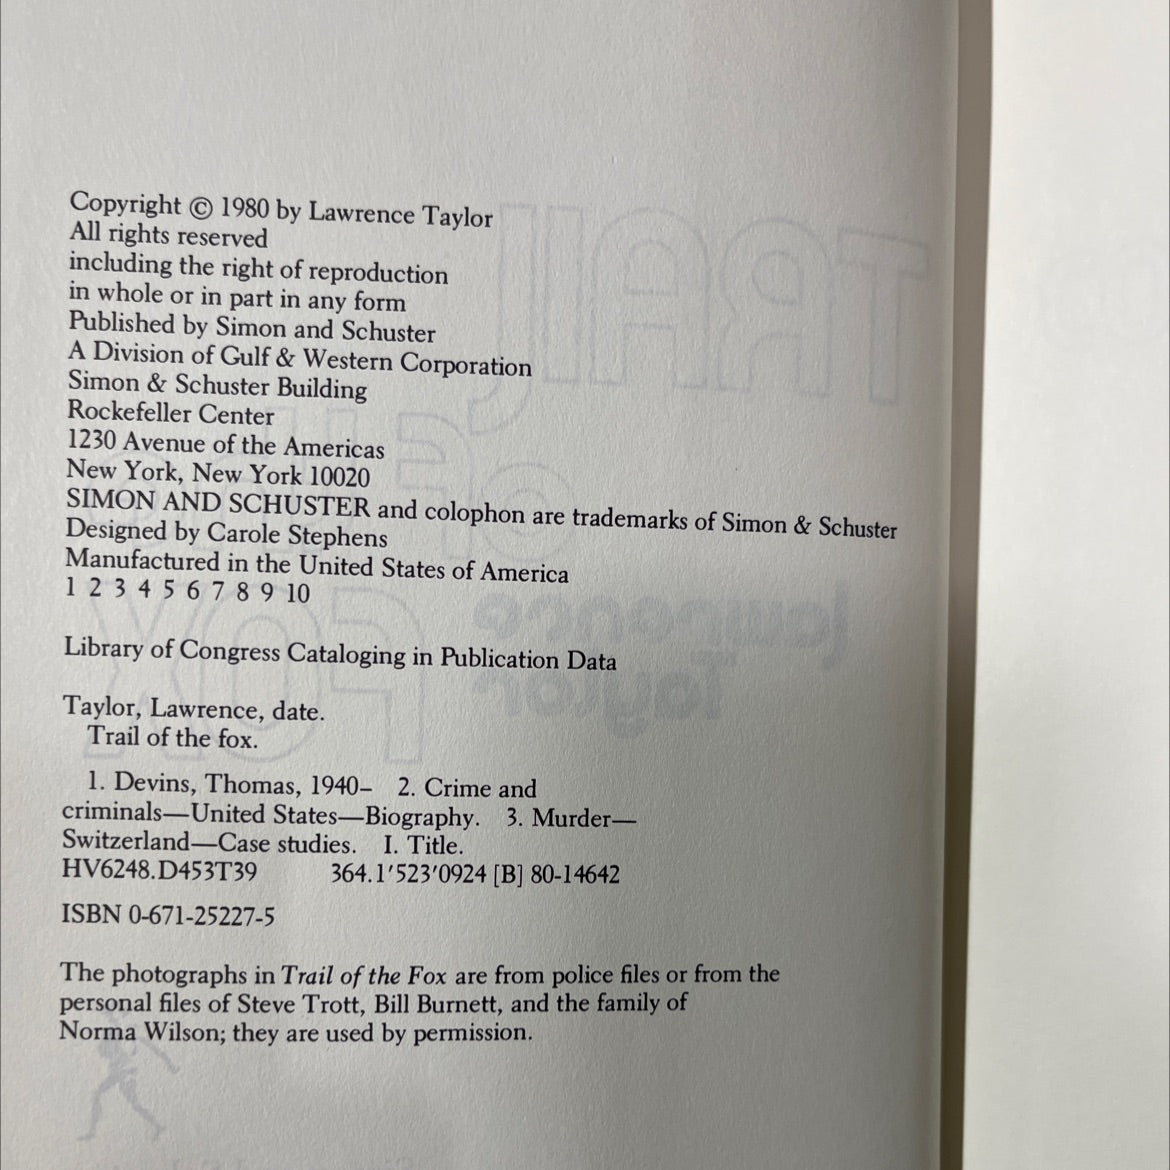 Copyright © 1980 by Lawrence Taylor
All rights reserved
including the right of reproduction
in whole or in part in any form
Published by Simon and Schuster
A Division of Gulf & Western Corporation
Simon & Schuster Building
Rockefeller Center
1230 Avenue of the Americas
New York, New York 10020
SIMON AND SCHUSTER and colophon are trademarks of Simon & Schuster
Designed by Carole Stephens
Manufactured in the United States of America
1 2 3 4 5 6 7 8 9 10
Library of Congress Cataloging in Publication Data
Taylor, Lawrence, date.
Trail of the fox.
1. Devins, Thomas, 1940– 2. Crime and
criminals—United States—Biography. 3. Murder—
Switzerland—Case studies. I. Title.
HV6248.D453T39 364.1′523′0924 [B] 80-14642
ISBN 0-671-25227-5
The photographs in Trail of the Fox are from police files or from the
personal files of Steve Trott, Bill Burnett, and the family of
Norma Wilson; they are used by permission.
TRAIL
OF THE
FOX
Lawrence
Taylor